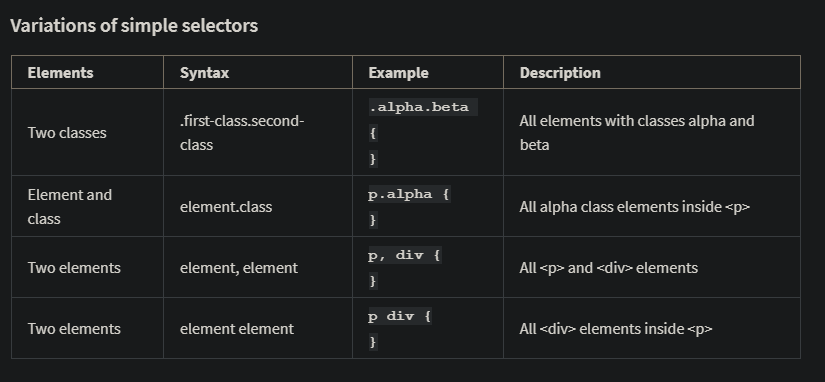 Variations of simple selectors
Elements Syntax Example Description
Two classes
.first-class.second-
class
.alpha.beta
{
}
All elements with classes alpha and
beta
Element and
class
element.class
p.alpha {
}
All alpha class elements inside <p>
Two elements
element, element
p, div {
}
All <p> and <div> elements
Two elements
element element
p div {
}
All <div> elements inside <p>